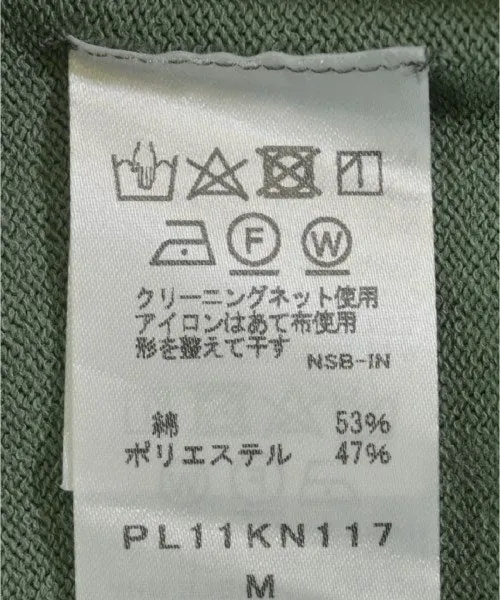 F W
クリーニングネット使用
アイロンはあて布使用
形を整えて干す
NSB-IN
綿 53%
ポリエステル 47%
PL11KN117
M